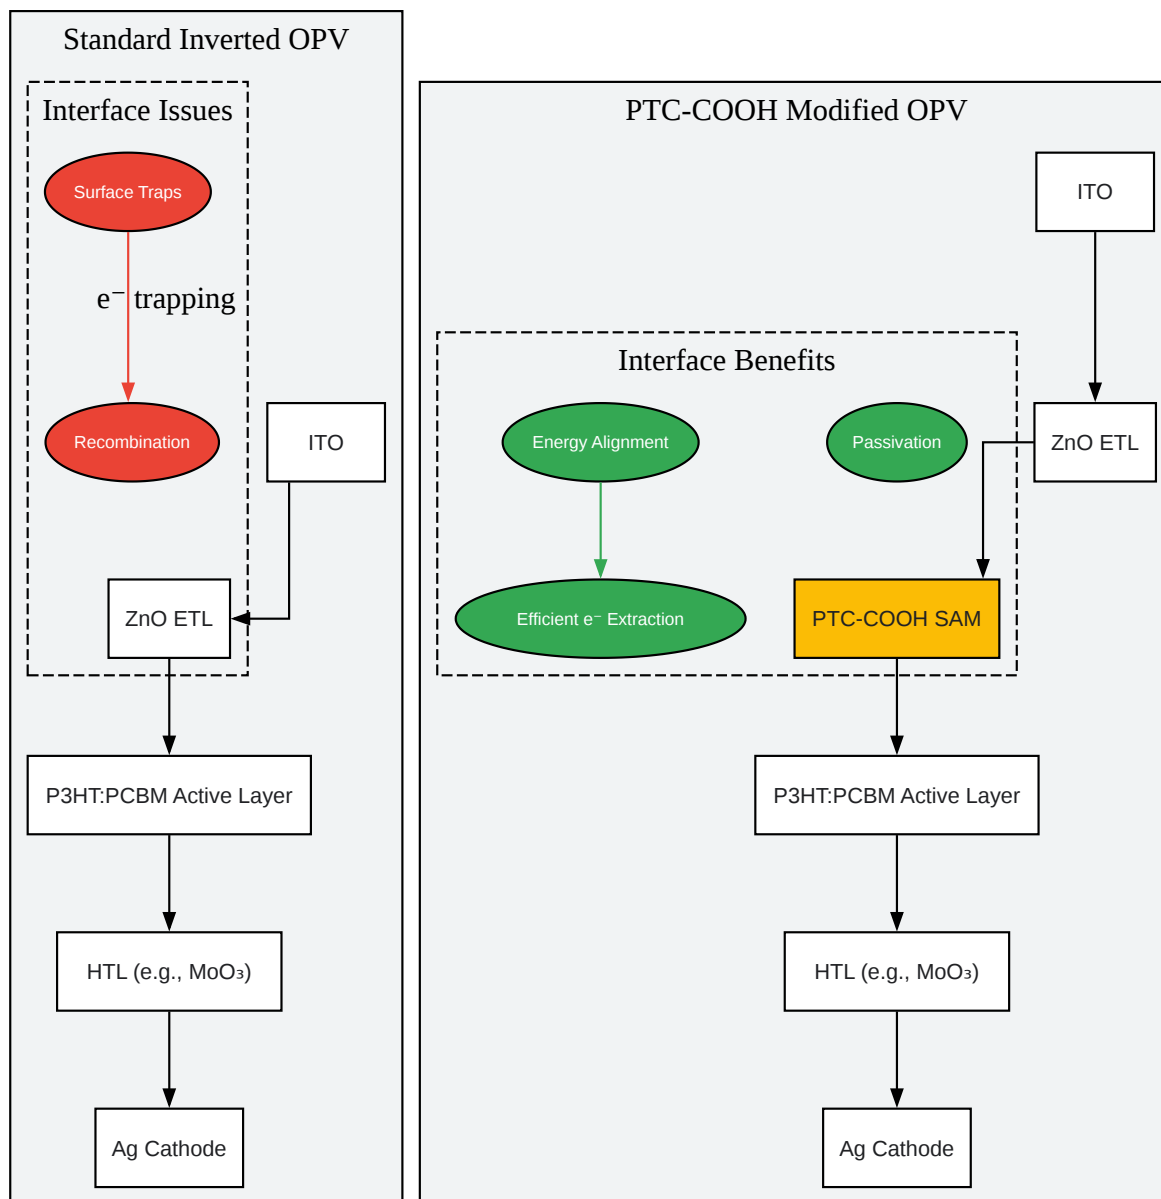 Standard Inverted OPV
Interface Issues
Surface Traps
e⁻ trapping
Recombination
ITO
ZnO ETL
P3HT:PCBM Active Layer
HTL (e.g., MoO₃)
Ag Cathode
PTC-COOH Modified OPV
ITO
Interface Benefits
Energy Alignment
Passivation
ZnO ETL
Efficient e⁻ Extraction
PTC-COOH SAM
P3HT:PCBM Active Layer
HTL (e.g., MoO₃)
Ag Cathode